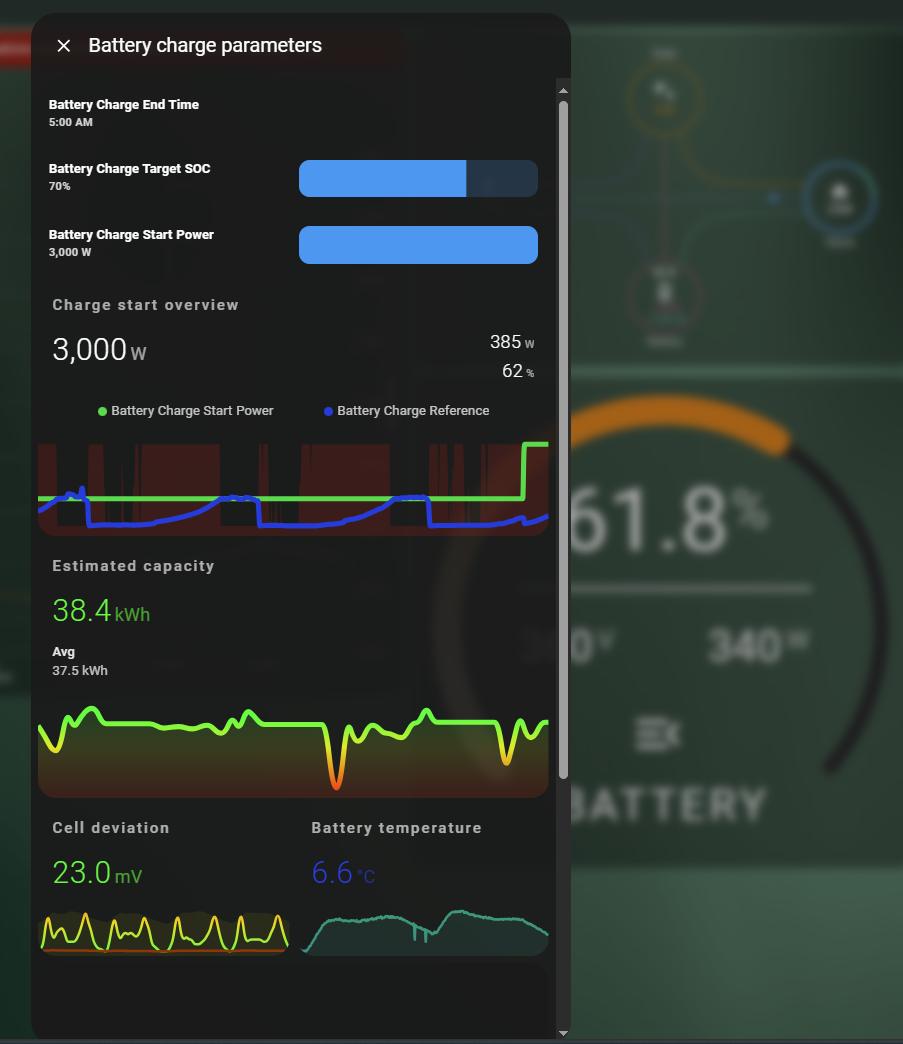 Battery charge parameters
Battery Charge End Time
5:00 AM
Battery Charge Target SOC
70%
Battery Charge Start Power
3,000 W
Charge start overview
3,000 W
385 W
62 %
Battery Charge Start Power
Battery Charge Reference
Estimated capacity
38.4 kWh
Avg
37.5 kWh
Cell deviation
23.0 mV
Battery temperature
6.6 °C
61.8%
340 W
BATTERY